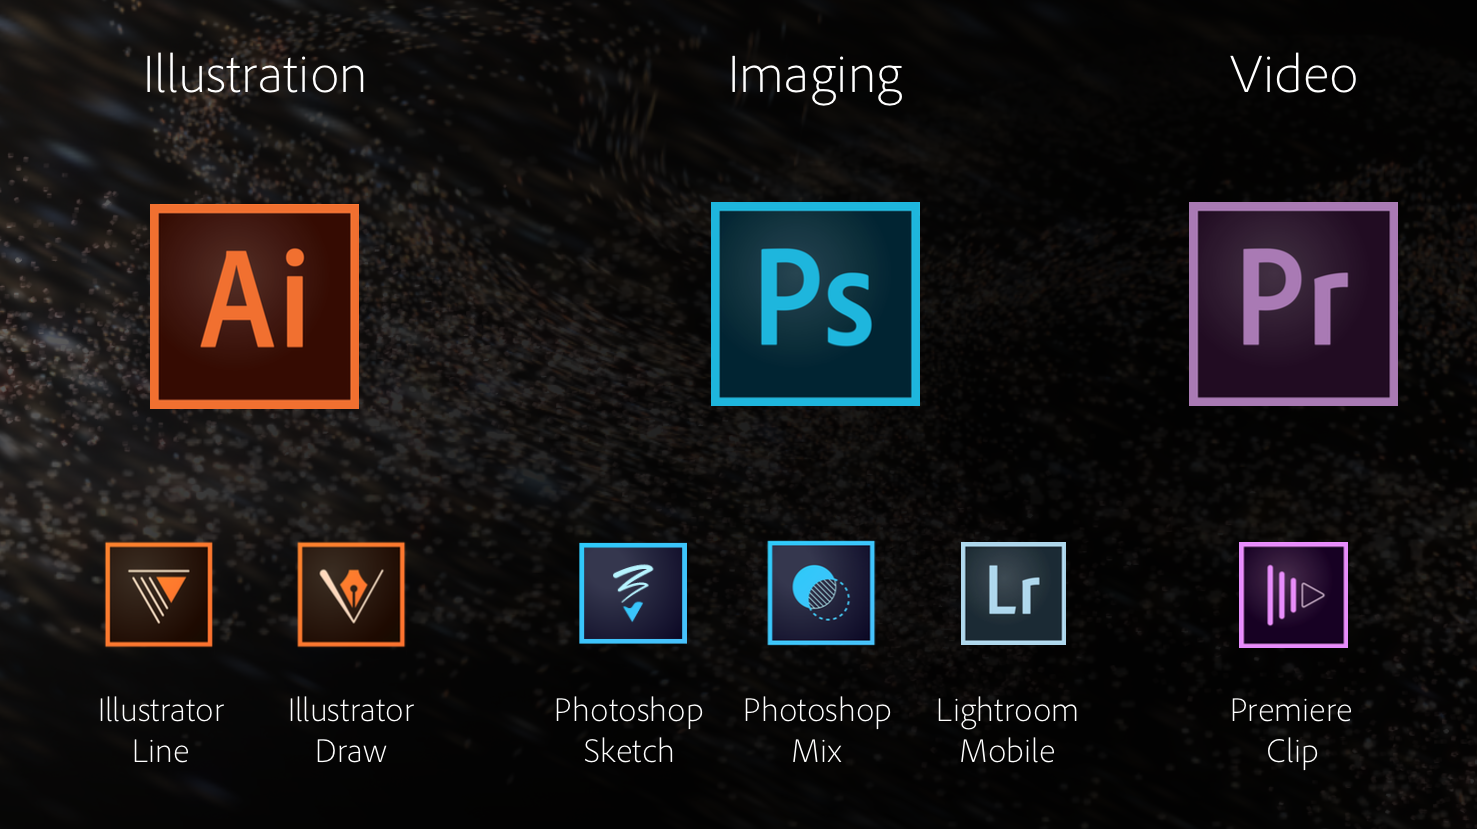 Illustration
Imaging
Video
Ai
Ps
Pr
Lr
Illustrator
Line
Illustrator
Draw
Photoshop
Sketch
Photoshop
Mix
Lightroom
Mobile
Premiere
Clip